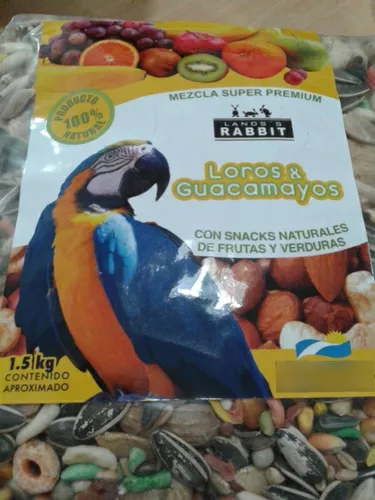 MEZCLA SUPER PREMIUM
PRODUCTO
100%
NATURAL
LANDS'S
RABBIT
Loros &
Guacamayos
CON SNACKS NATURALES
DE FRUTAS Y VERDURAS
1.5 kg
CONTENIDO
APROXIMADO